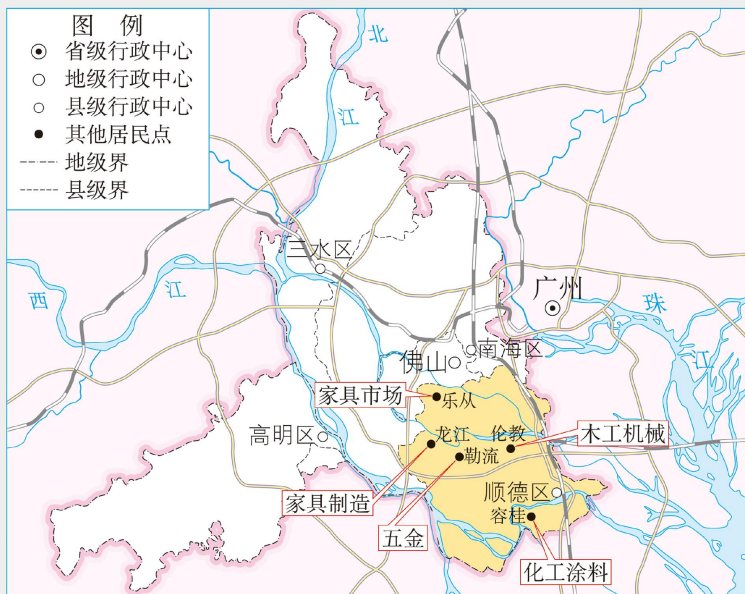 图 例
省级行政中心
地级行政中心
县级行政中心
其他居民点
地级界
县级界
北
江
三水区
西
江
广州
珠
江
南海区
佛山
家具市场
乐从
高明区
龙江
伦教
木工机械
勒流
家具制造
顺德区
五金
容桂
化工涂料